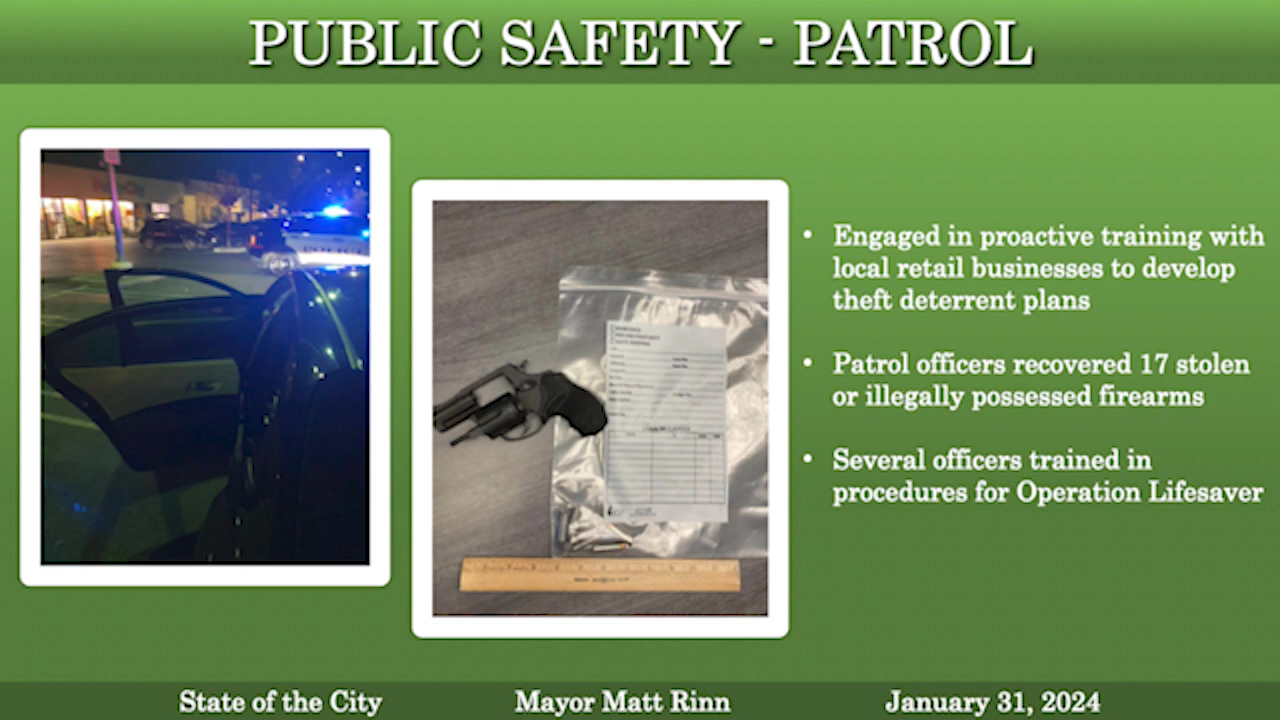 PUBLIC SAFETY - PATROL
POLICE
• Engaged in proactive training with
local retail businesses to develop
theft deterrent plans
• Patrol officers recovered 17 stolen
or illegally possessed firearms
• Several officers trained in
procedures for Operation Lifesaver
State of the City
Mayor Matt Rinn
January 31, 2024